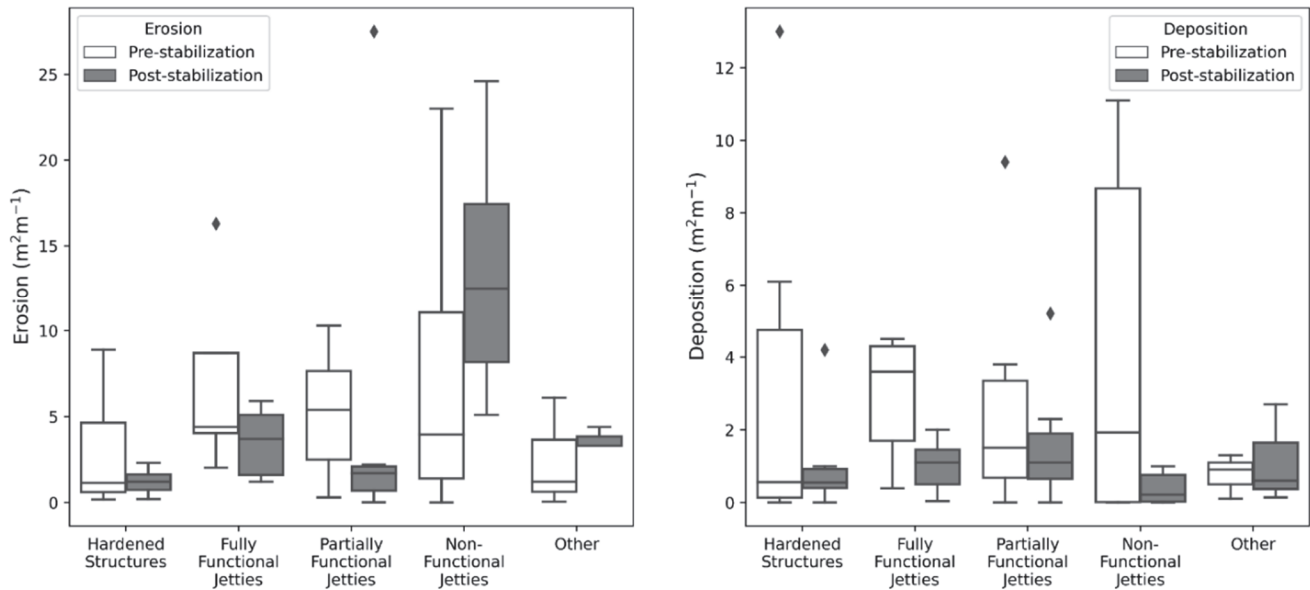 Erosion
Pre-stabilization
Post-stabilization
25
20
15
10
5
0
Erosion (m²m⁻¹)
Hardened
Structures
Fully
Functional
Jetties
Partially
Functional
Jetties
Non-
Functional
Jetties
Other
Deposition
Pre-stabilization
Post-stabilization
12
10
8
6
4
2
0
Deposition (m²m⁻¹)
Hardened
Structures
Fully
Functional
Jetties
Partially
Functional
Jetties
Non-
Functional
Jetties
Other